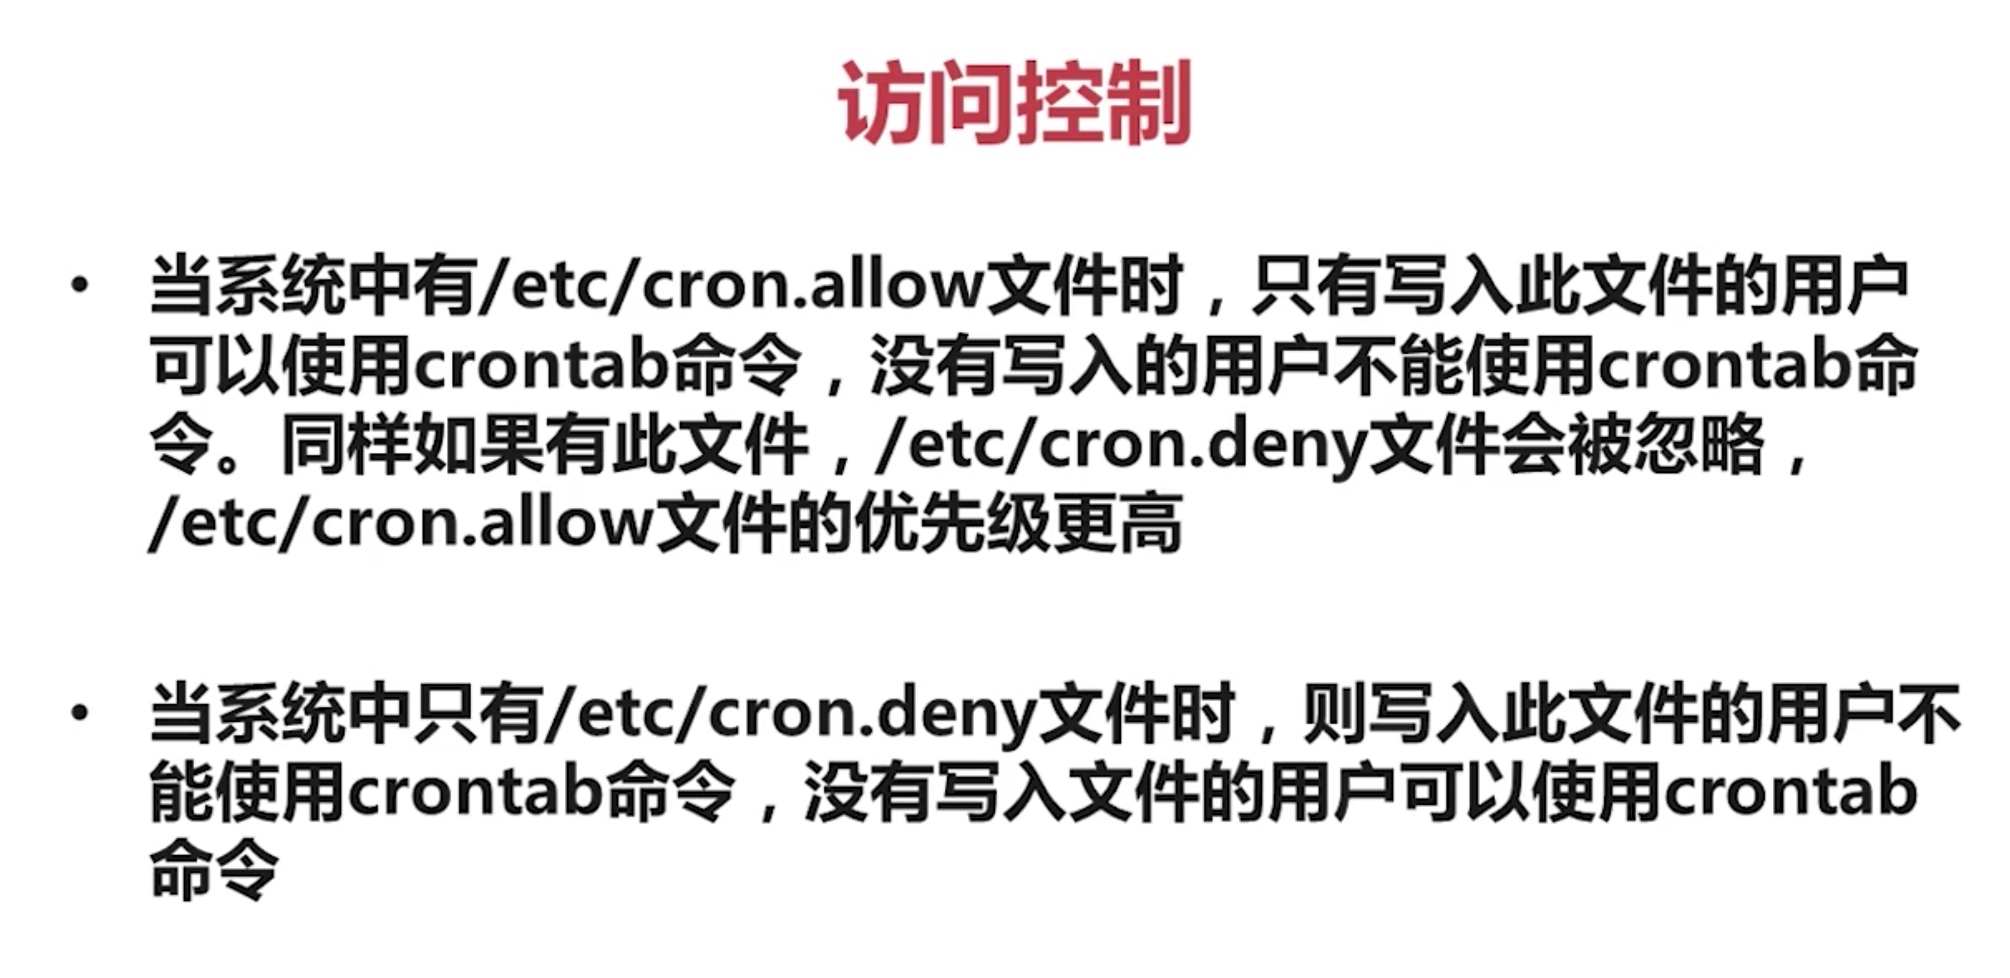 访问控制
• 当系统中有/etc/cron.allow文件时，只有写入此文件的用户
可以使用crontab命令，没有写入的用户不能使用crontab命
令。同样如果有此文件，/etc/cron.deny文件会被忽略，
/etc/cron.allow文件的优先级更高
• 当系统中只有/etc/cron.deny文件时，则写入此文件的用户不
能使用crontab命令，没有写入文件的用户可以使用crontab
命令